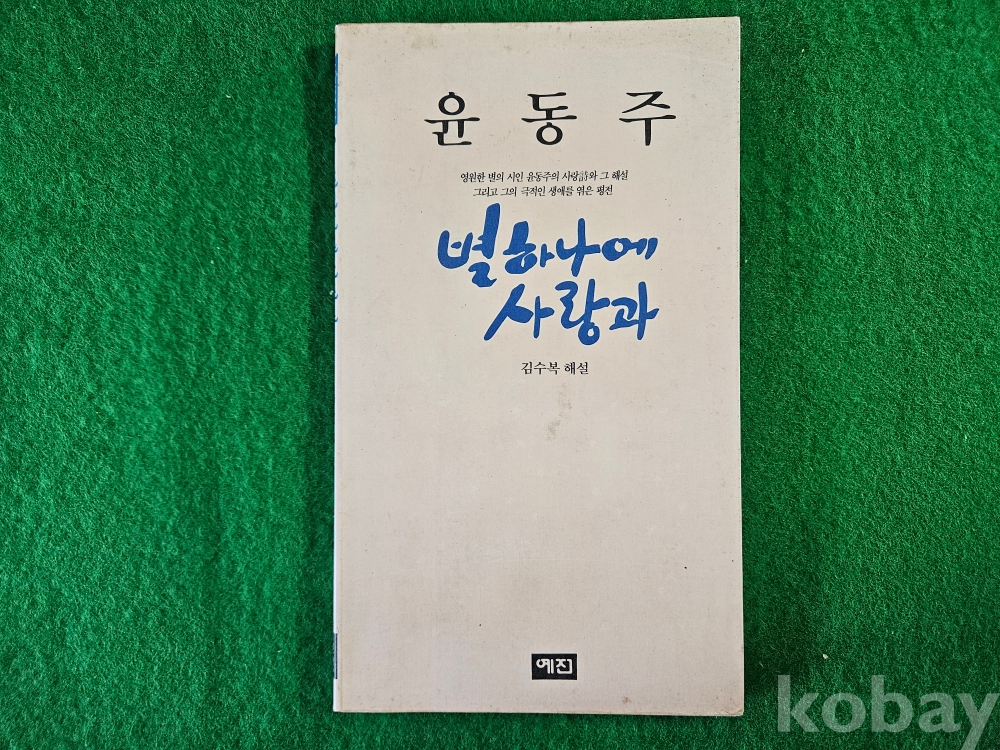 윤동주
영원한 별의 시인 윤동주의 사랑詩와 그 해설
그리고 그의 극적인 생애를 엮은 평전
별하나에
사랑과
김수복 해설
예진
kobay